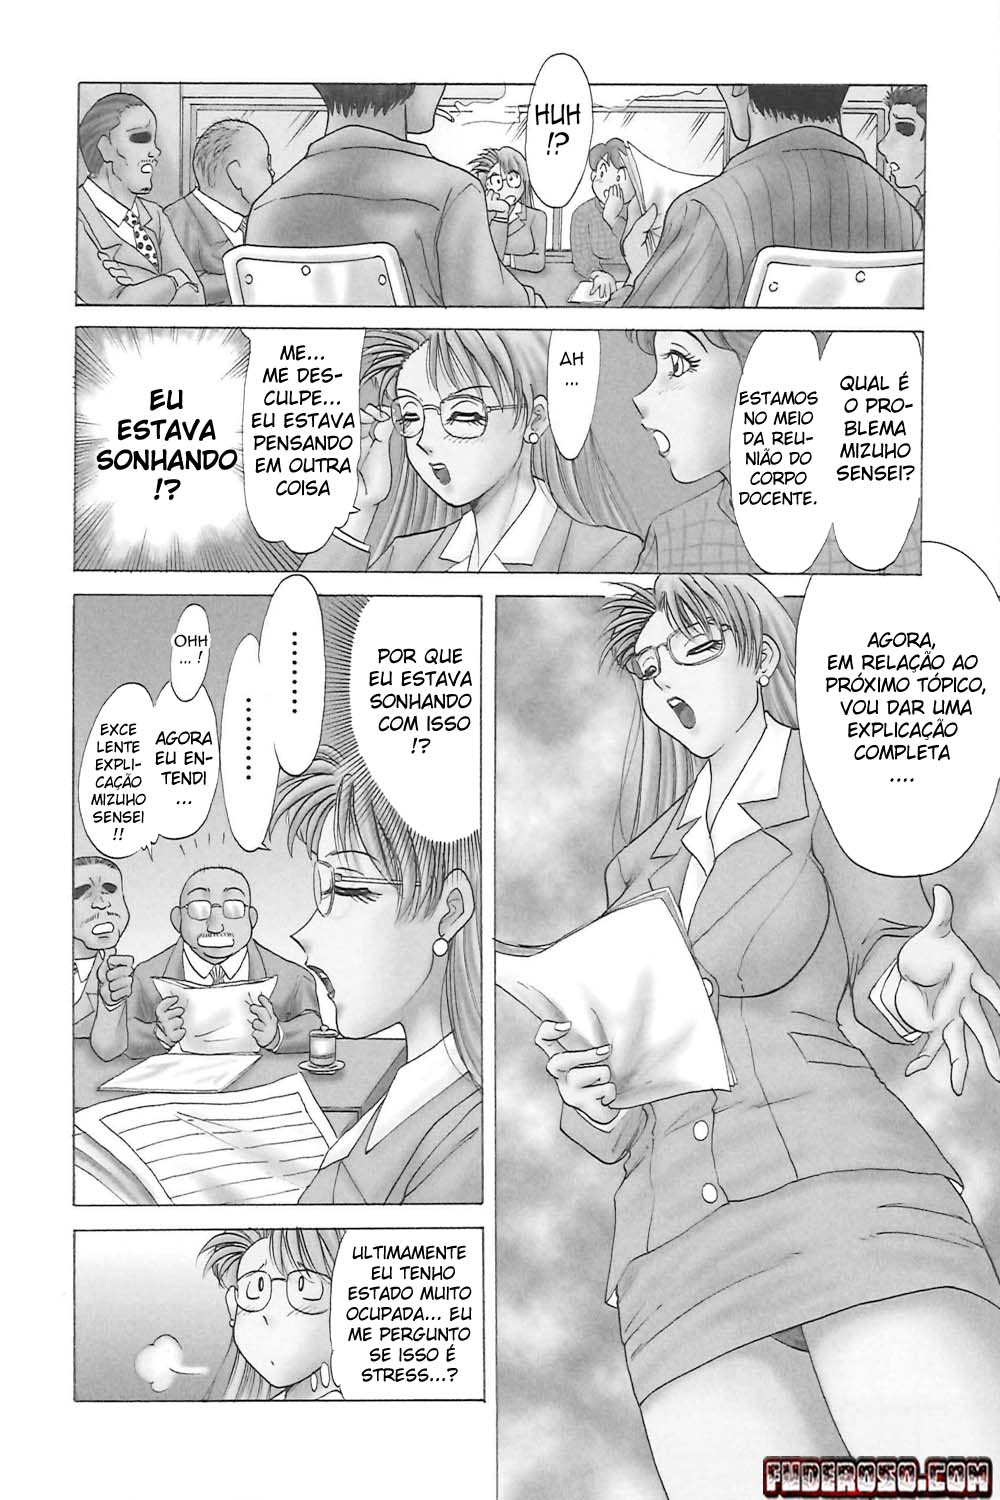 HUH
!?
QUAL É
O PRO-
BLEMA
MIZUHO
SENSEI?
ESTAMOS
NO MEIO
DA REU-
NIÃO DO
CORPO
DOCENTE.
AH
...
ME...
ME DES-
CULPE...
EU ESTAVA
PENSANDO
EM OUTRA
COISA
EU
ESTAVA
SONHANDO
!?
AGORA,
EM RELAÇÃO AO
PRÓXIMO TÓPICO,
VOU DAR UMA
EXPLICAÇÃO
COMPLETA
....
POR QUE
EU ESTAVA
SONHANDO
COM ISSO
!?
.........
.........
OHH
... !
AGORA
EU EN-
TENDI
...
EXCE
LENTE
EXPLI-
CAÇÃO
MIZUHO
SENSEI
!!
ULTIMAMENTE
EU TENHO
ESTADO MUITO
OCUPADA... EU
ME PERGUNTO
SE ISSO É
STRESS...?
FUDEROSO.COM